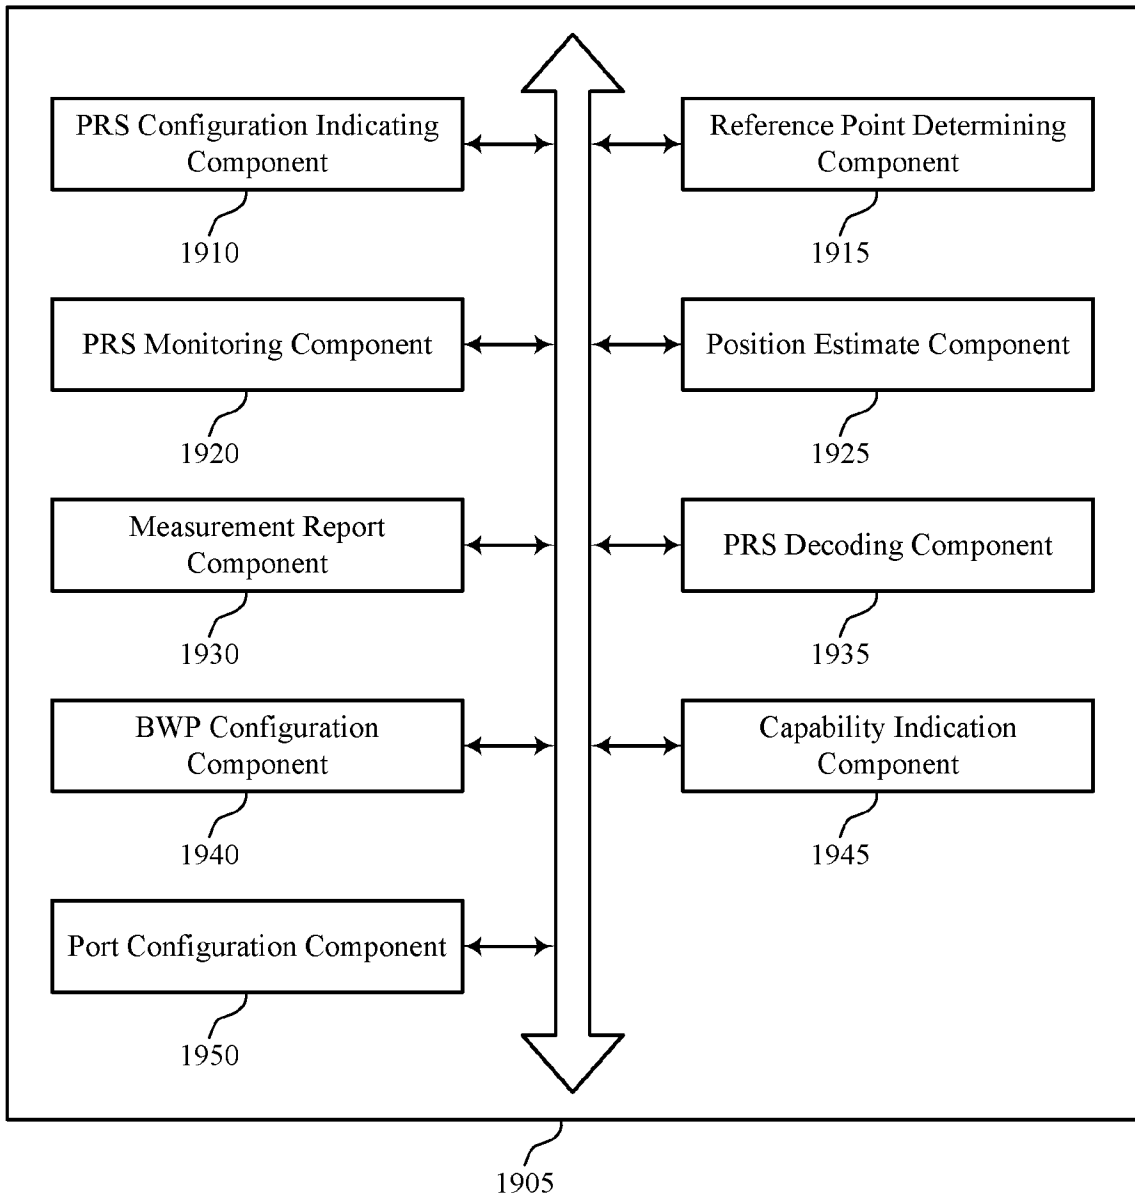 PRS Configuration Indicating
Component
1910
Reference Point Determining
Component
1915
PRS Monitoring Component
1920
Position Estimate Component
1925
Measurement Report
Component
1930
PRS Decoding Component
1935
BWP Configuration
Component
1940
Capability Indication
Component
1945
Port Configuration Component
1950
1905